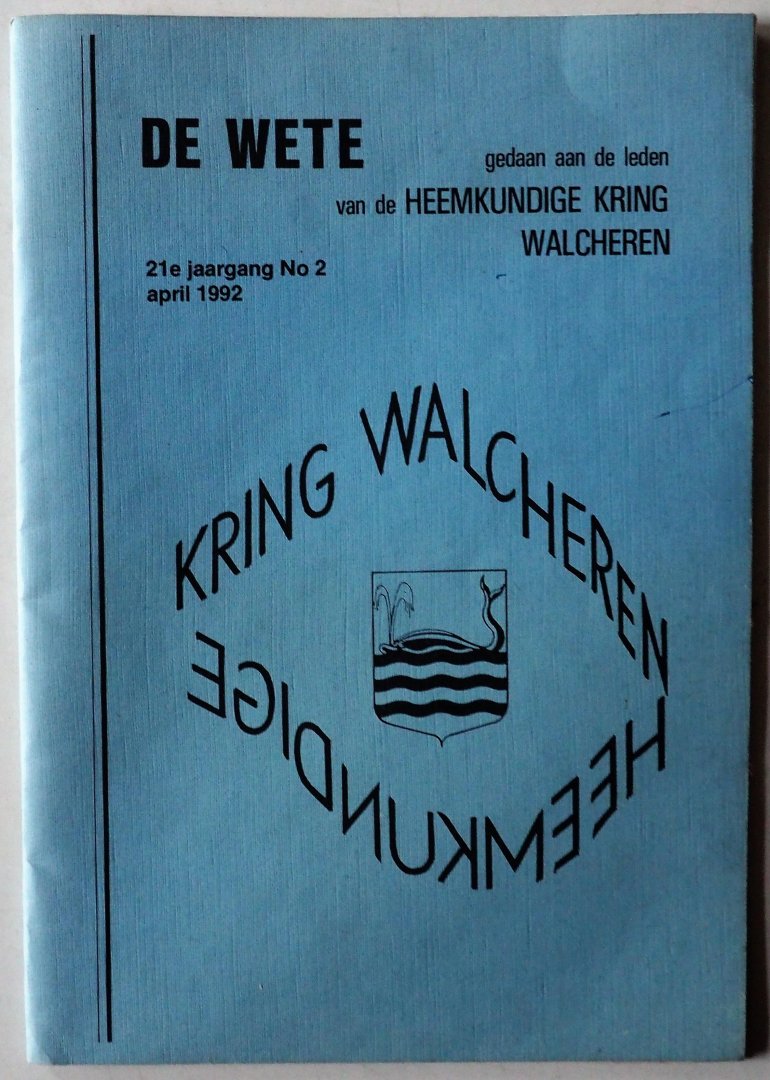 DE WETE
gedaan aan de leden
van de HEEMKUNDIGE KRING
WALCHEREN
21e jaargang No 2
april 1992
HEEMKUNDIGE
KRING WALCHEREN